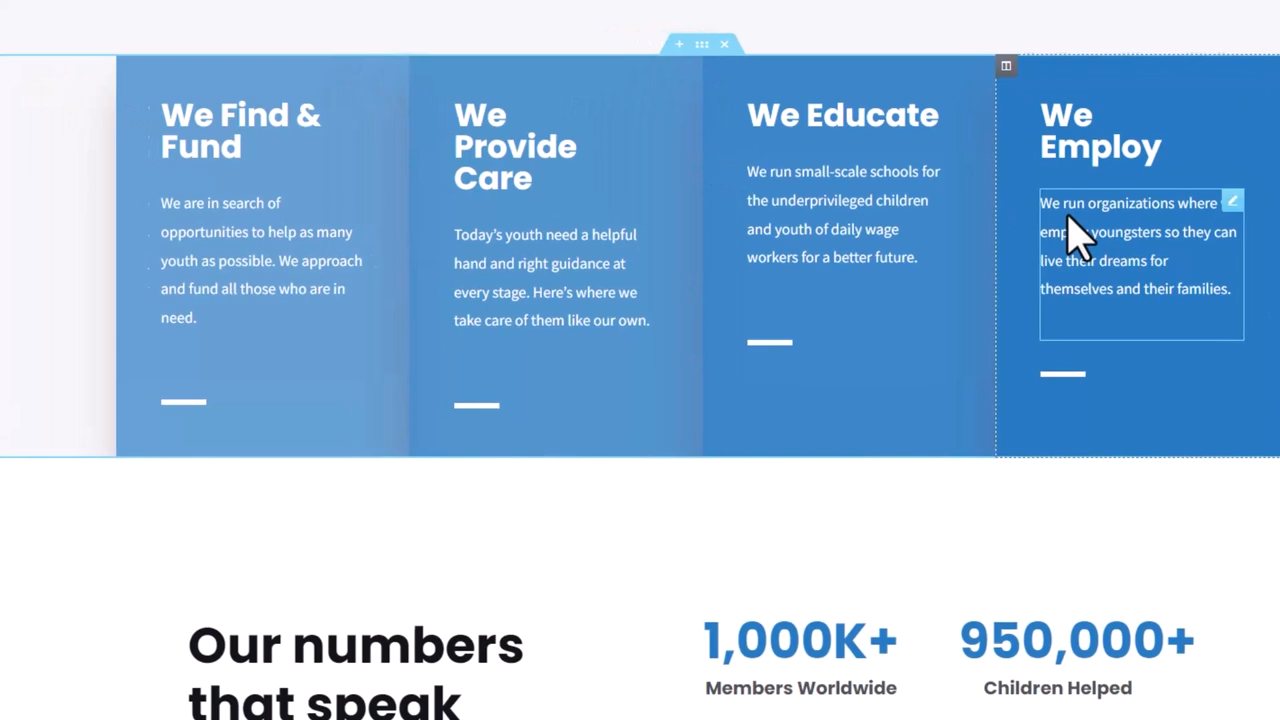 We Find &
Fund
We are in search of
opportunities to help as many
youth as possible. We approach
and fund all those who are in
need.
We
Provide
Care
Today's youth need a helpful
hand and right guidance at
every stage. Here's where we
take care of them like our own.
We Educate
We run small-scale schools for
the underprivileged children
and youth of daily wage
workers for a better future.
We
Employ
We run organizations where
youngsters so they can
live their dreams for
themselves and their families.
Our numbers
that speak
1,000K+
Members Worldwide
950,000+
Children Helped